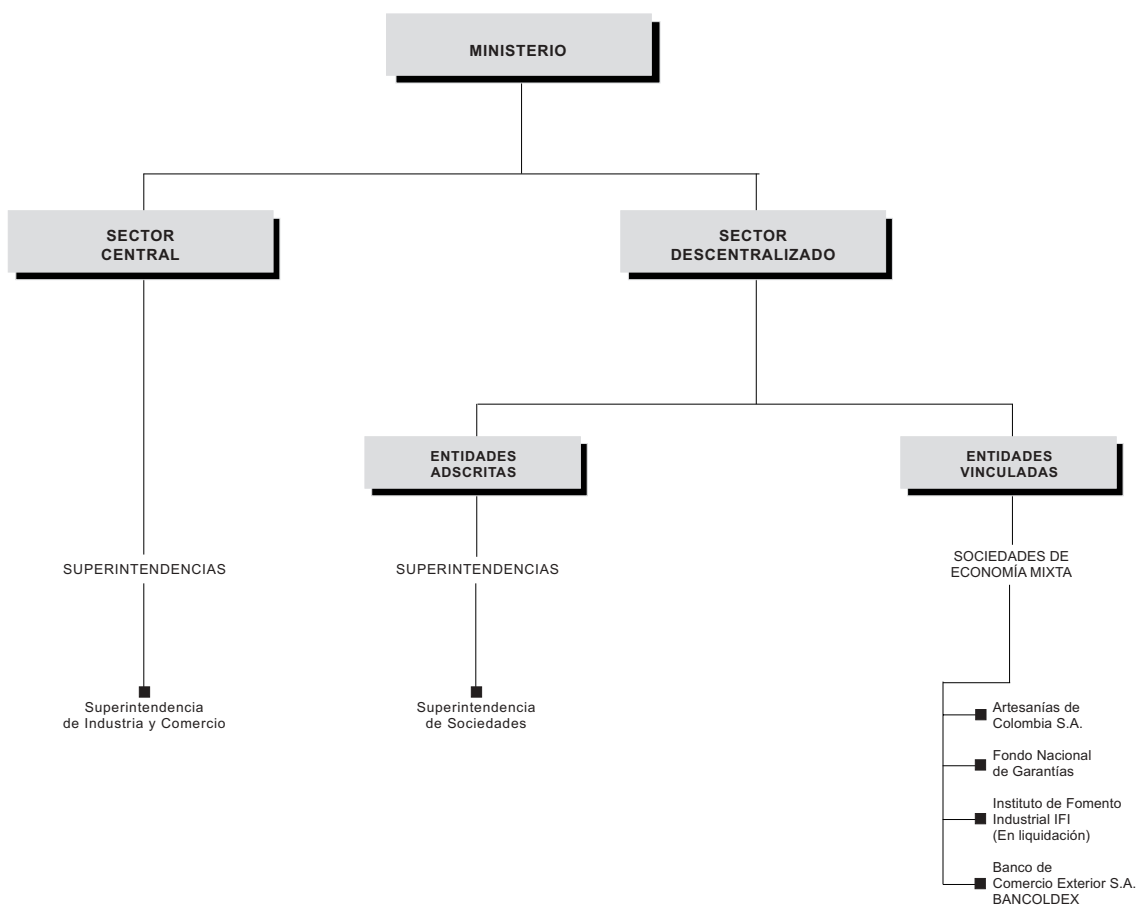 MINISTERIO
SECTOR
CENTRAL
SECTOR
DESCENTRALIZADO
ENTIDADES
ADSCRITAS
ENTIDADES
VINCULADAS
SUPERINTENDENCIAS
SUPERINTENDENCIAS
SOCIEDADES DE
ECONOMÍA MIXTA
Superintendencia
de Industria y Comercio
Superintendencia
de Sociedades
Artesanías de
Colombia S.A.
Fondo Nacional
de Garantías
Instituto de Fomento
Industrial IFI
(En liquidación)
Banco de
Comercio Exterior S.A.
BANCOLDEX